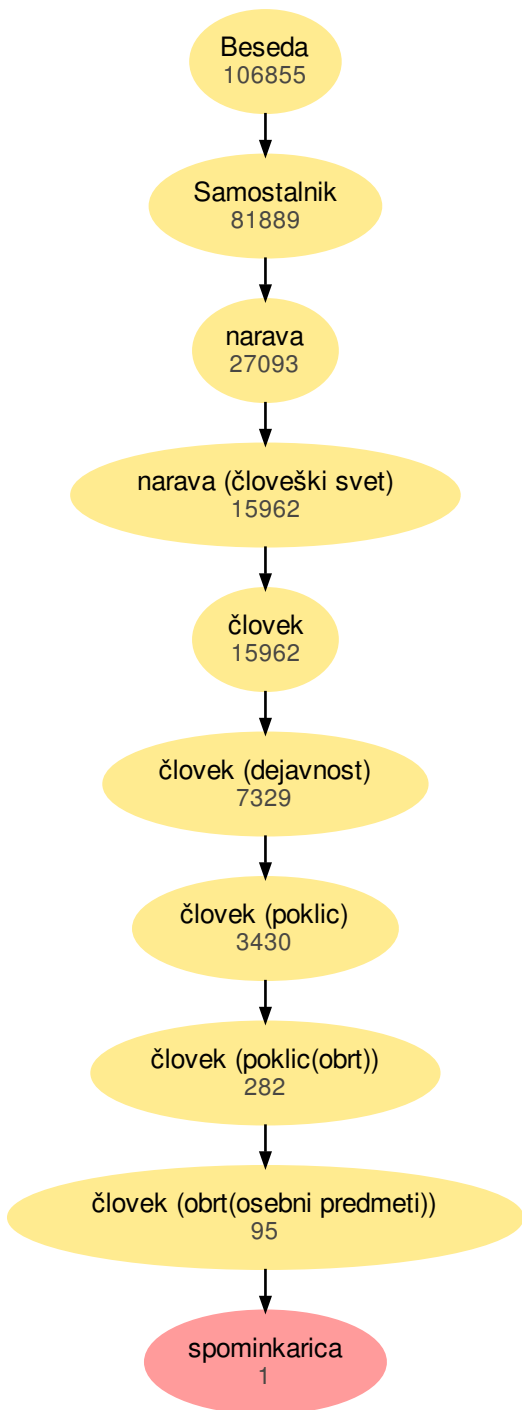 Beseda
106855
Samostalnik
81889
narava
27093
narava (človeški svet)
15962
človek
15962
človek (dejavnost)
7329
človek (poklic)
3430
človek (poklic(obrt))
282
človek (obrt(osebni predmeti))
95
spominkarica
1